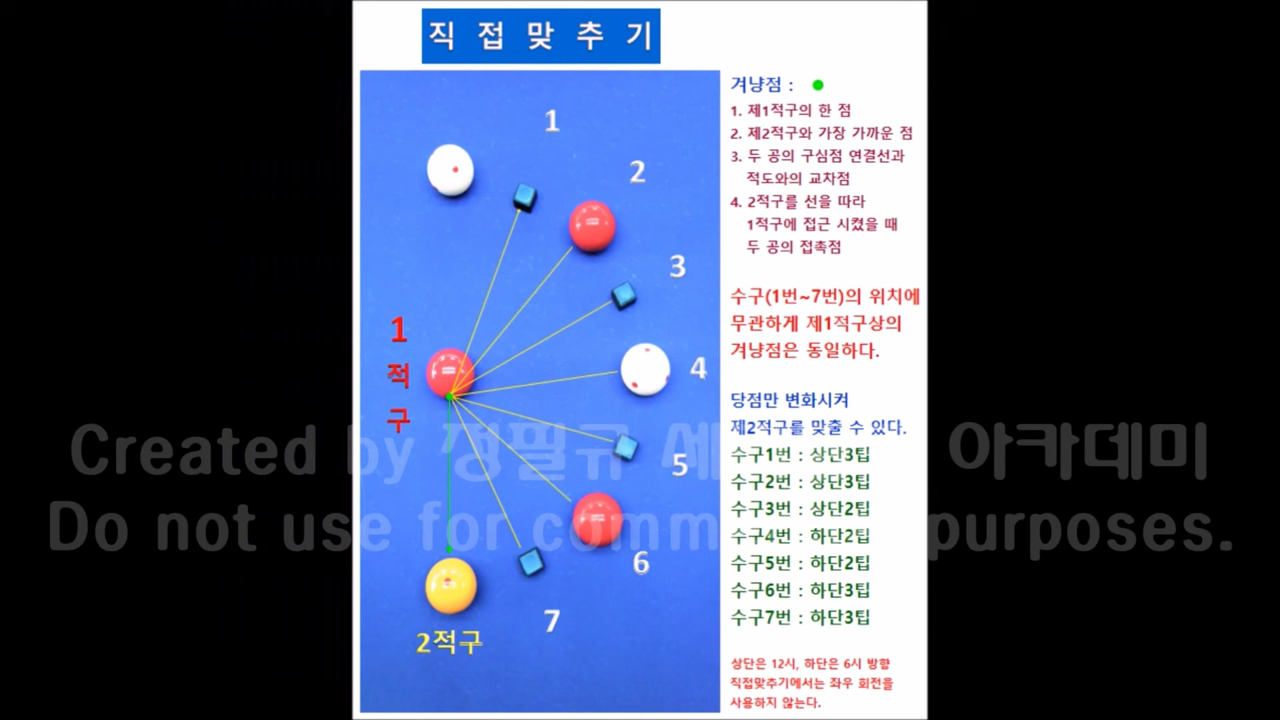 직접맞추기
1
2
3
4
5
6
7
1
적
구
2적구
겨냥점 :
1. 제1적구의 한 점
2. 제2적구와 가장 가까운 점
3. 두 공의 구심점 연결선과
적도와의 교차점
4. 2적구를 선을 따라
1적구에 접근 시켰을 때
두 공의 접촉점
수구(1번~7번)의 위치에
무관하게 제1적구상의
겨냥점은 동일하다.
당점만 변화시켜
제2적구를 맞출 수 있다.
수구1번 : 상단3팁
수구2번 : 상단3팁
수구3번 : 상단2팁
수구4번 : 하단2팁
수구5번 : 하단2팁
수구6번 : 하단3팁
수구7번 : 하단3팁
상단은 12시, 하단은 6시 방향
직접맞추기에서는 좌우 회전을
사용하지 않는다.
Created by 정필규 세 아카데미
Do not use for comm purposes.